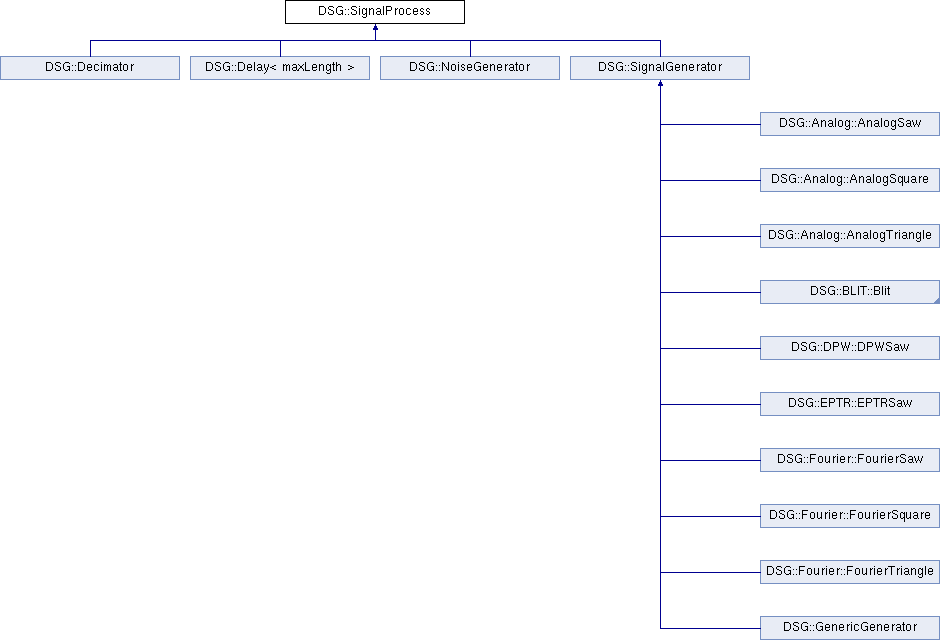 DSG::SignalProcess
DSG::Decimator
DSG::Delay< maxLength >
DSG::NoiseGenerator
DSG::SignalGenerator
DSG::Analog::AnalogSaw
DSG::Analog::AnalogSquare
DSG::Analog::AnalogTriangle
DSG::BLIT::Blit
DSG::DPW::DPWSaw
DSG::EPTR::EPTRSaw
DSG::Fourier::FourierSaw
DSG::Fourier::FourierSquare
DSG::Fourier::FourierTriangle
DSG::GenericGenerator